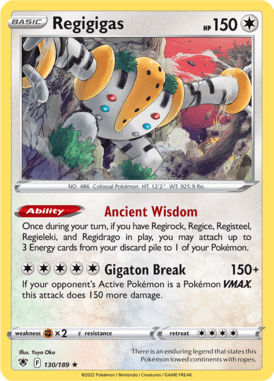 BASIC Regigigas HP 150
NO. 486 Colossal Pokémon HT. 12'2" WT. 925.9 lbs.
Ability Ancient Wisdom
Once during your turn, if you have Regirock, Regice, Registeel,
Regieleki, and Regidrago in play, you may attach up to
3 Energy cards from your discard pile to 1 of your Pokémon.
Gigaton Break 150+
If your opponent's Active Pokémon is a Pokémon VMAX,
this attack does 150 more damage.
weakness ×2 resistance retreat
Illus. Yuya Oka
F 130/189 ★
There is an enduring legend that states this
Pokémon towed continents with ropes.
©2022 Pokémon / Nintendo / Creatures / GAME FREAK